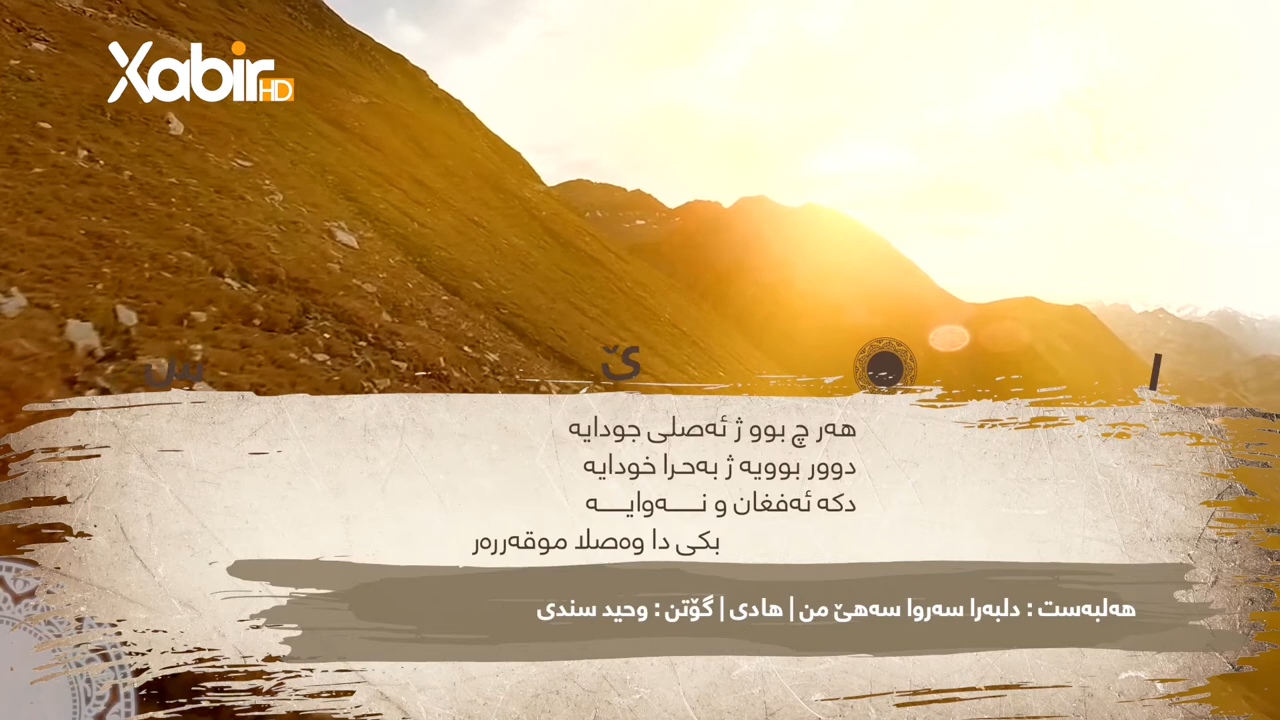 Xabir HD
س ێ ا
هەر چ بوو ژ ئەصلی جودایە
دوور بوویە ژ بەحرا خودایە
دکە ئەفغان و نـــەوایـــە
بکی دا وەصلا موقەررەر
هەلبەست : دلبەرا سەروا سەهێ من | هادی | گۆتن : وحید سندی